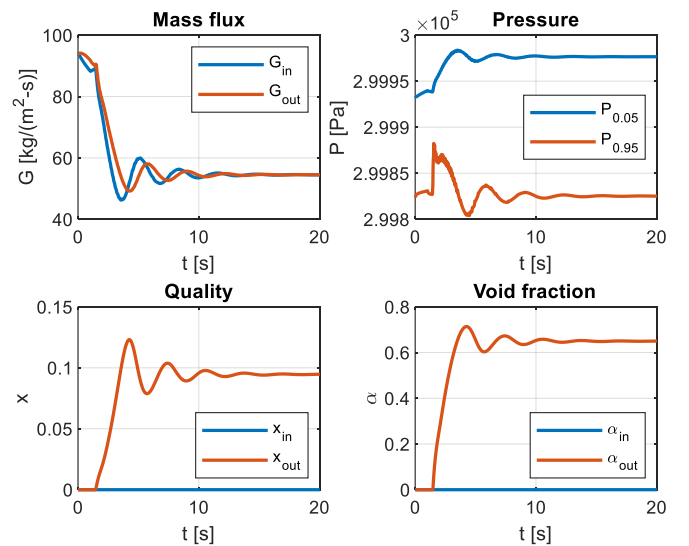 Mass flux
G [kg/(m²-s)]
100
80
60
40
0
10
20
t [s]
G_in
G_out
Pressure
×10⁵
P [Pa]
3
2.9995
2.999
2.9985
2.998
0
10
20
t [s]
P_0.05
P_0.95
Quality
x
0.15
0.1
0.05
0
0
10
20
t [s]
x_in
x_out
Void fraction
α
0.8
0.6
0.4
0.2
0
0
10
20
t [s]
α_in
α_out